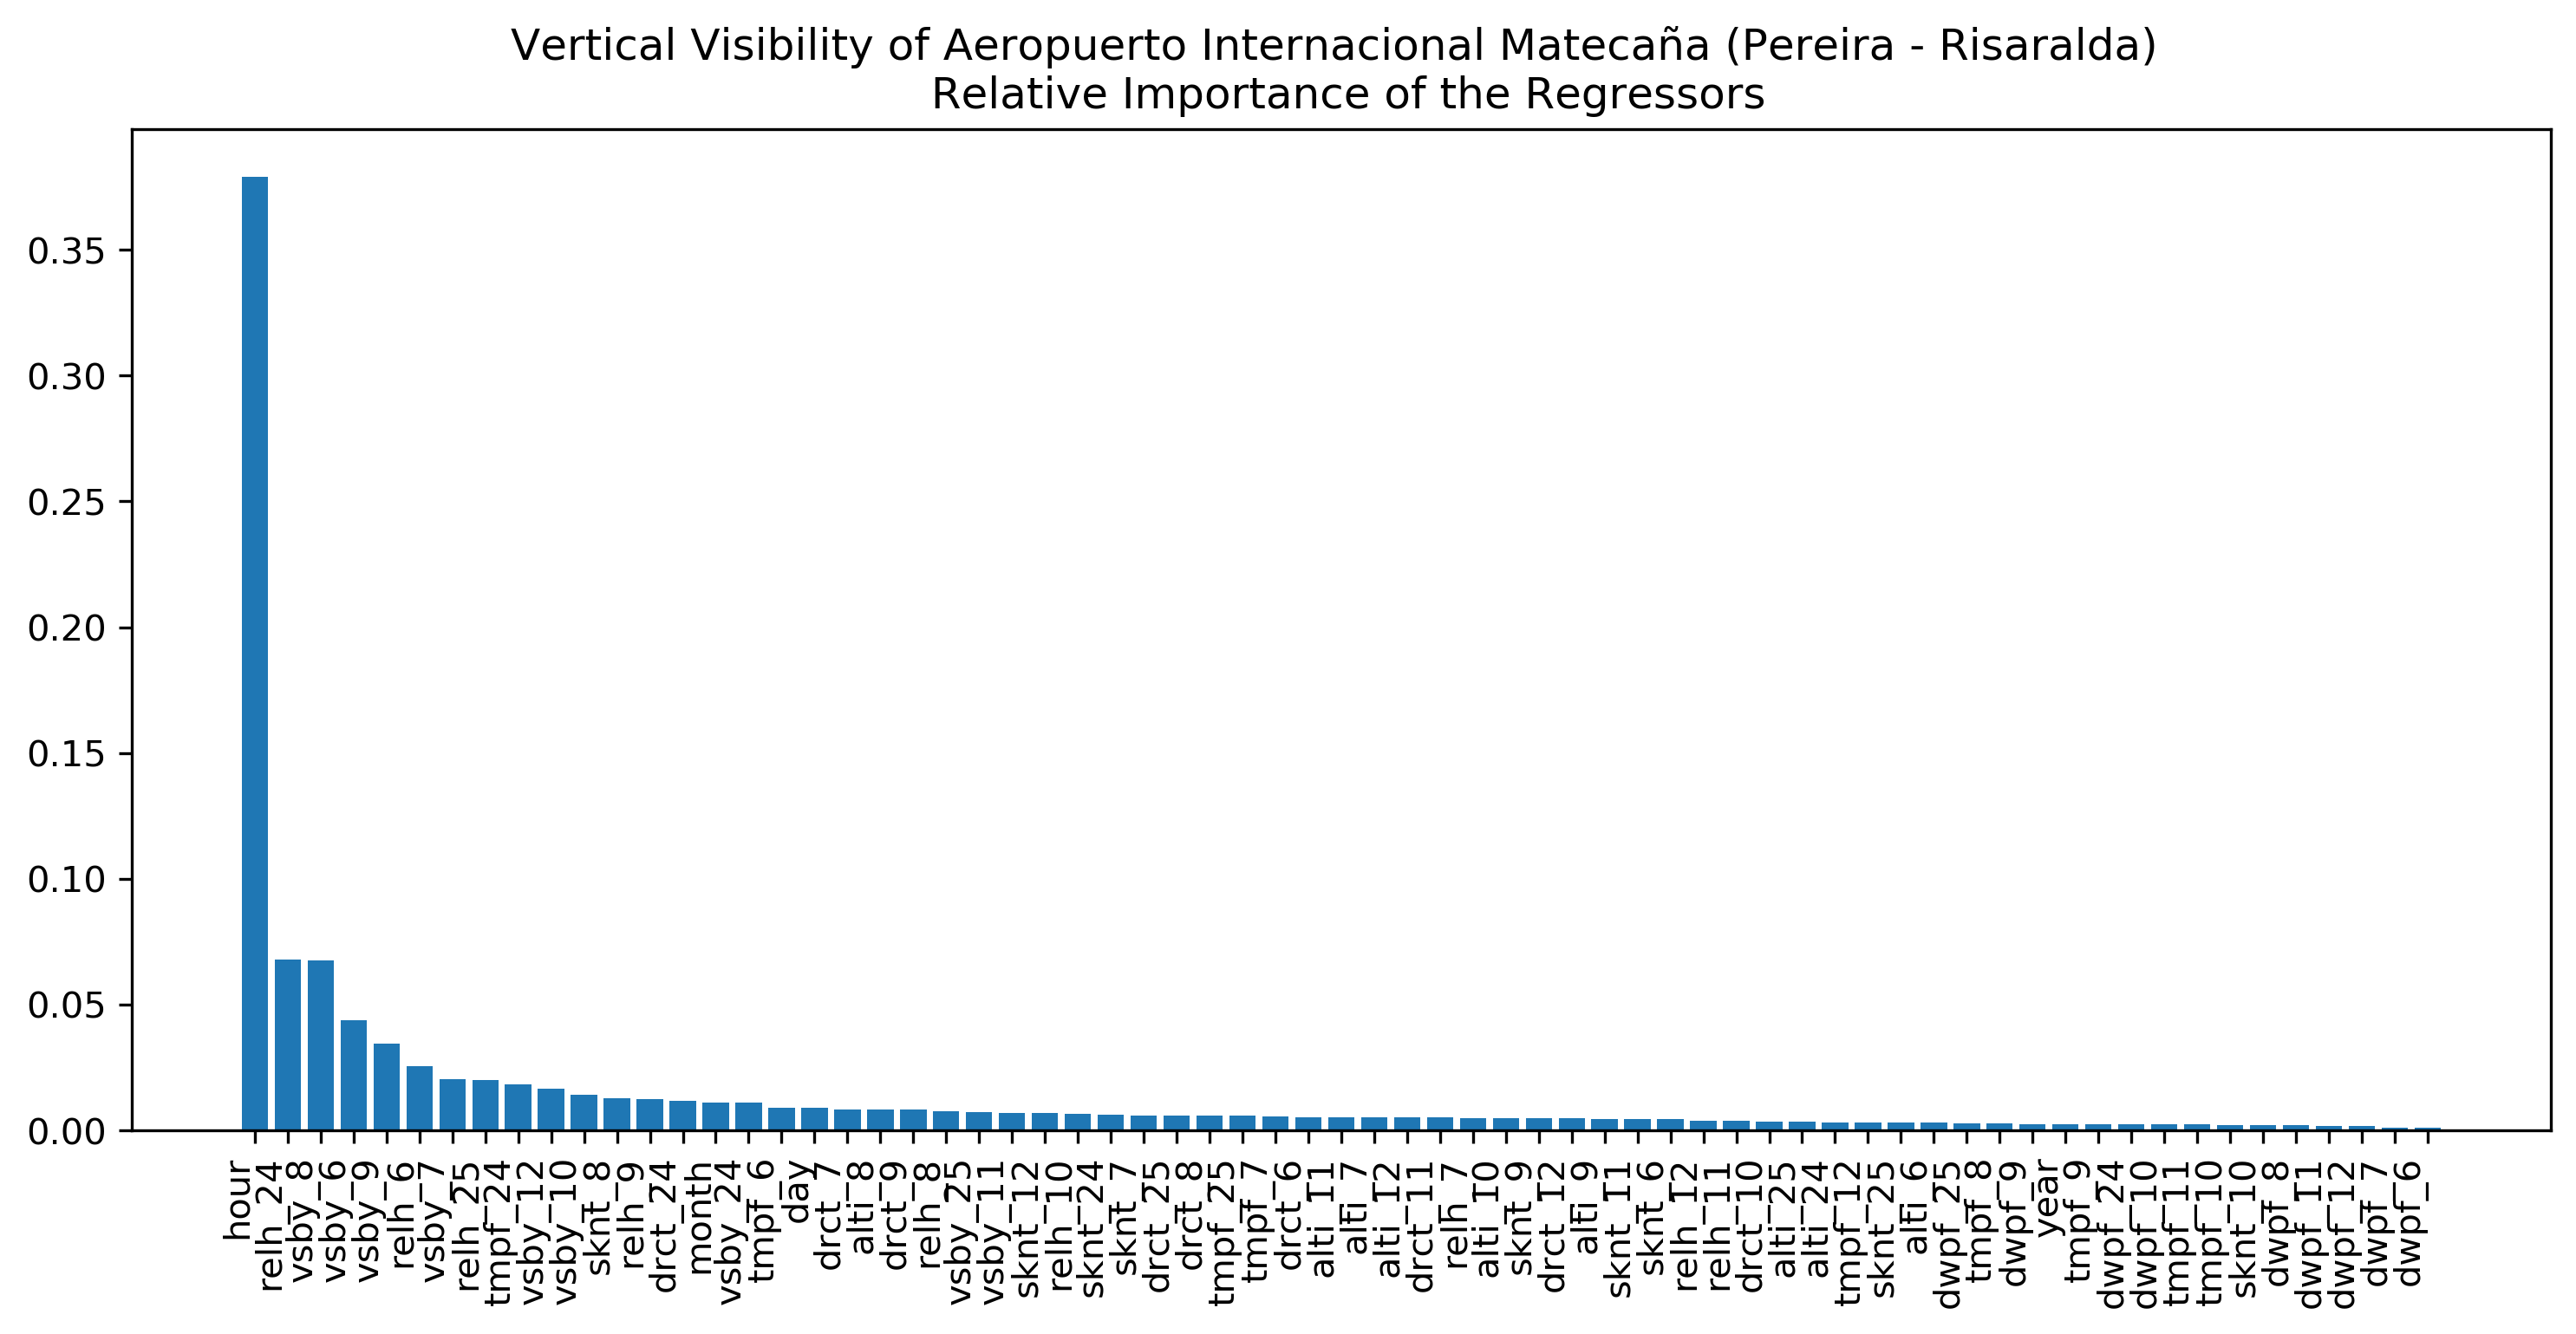 Vertical Visibility of Aeropuerto Internacional Matecaña (Pereira - Risaralda)
Relative Importance of the Regressors
0.35
0.30
0.25
0.20
0.15
0.10
0.05
0.00
hour
relh_24
vsby_8
vsby_6
vsby_9
relh_6
vsby_7
relh_25
tmpf_24
vsby_12
vsby_10
sknt_8
relh_9
drct_24
month
vsby_24
tmpf_6
day
drct_7
alti_8
drct_9
relh_8
vsby_25
vsby_11
sknt_12
relh_10
sknt_24
sknt_7
drct_25
drct_8
tmpf_25
tmpf_7
drct_6
alti_11
alti_7
alti_12
drct_11
relh_7
alti_10
sknt_9
drct_12
alti_9
sknt_11
sknt_6
relh_12
relh_11
drct_10
alti_25
alti_24
tmpf_12
sknt_25
alti_6
dwpf_25
tmpf_8
dwpf_9
year
tmpf_9
dwpf_24
dwpf_10
tmpf_11
tmpf_10
sknt_10
dwpf_8
dwpf_11
dwpf_12
dwpf_7
dwpf_6